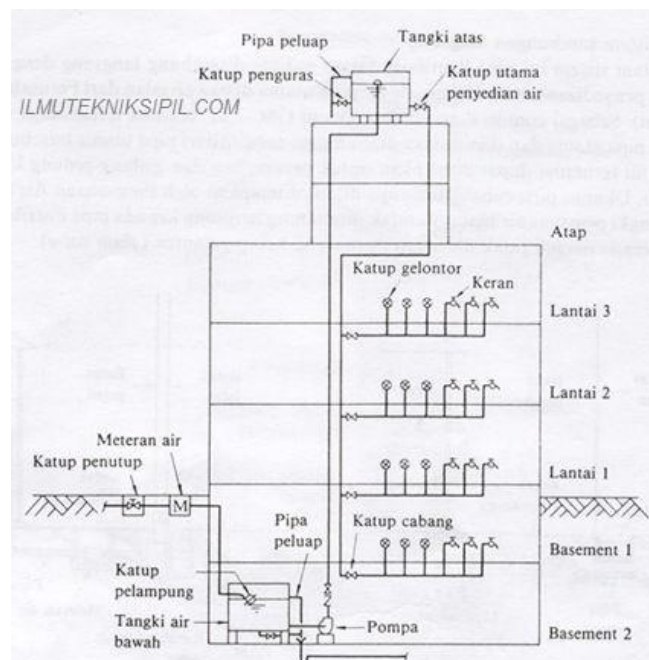 Pipa peluap
Tangki atas
Katup penguras
Katup utama
penyedian air
ILMUTEKNIKSIPIL.COM
Atap
Katup gelontor
Keran
Lantai 3
Lantai 2
Meteran air
Katup penutup
Lantai 1
M
Pipa
peluap
Katup cabang
Basement 1
Katup
pelampung
Tangki air
bawah
Pompa
Basement 2